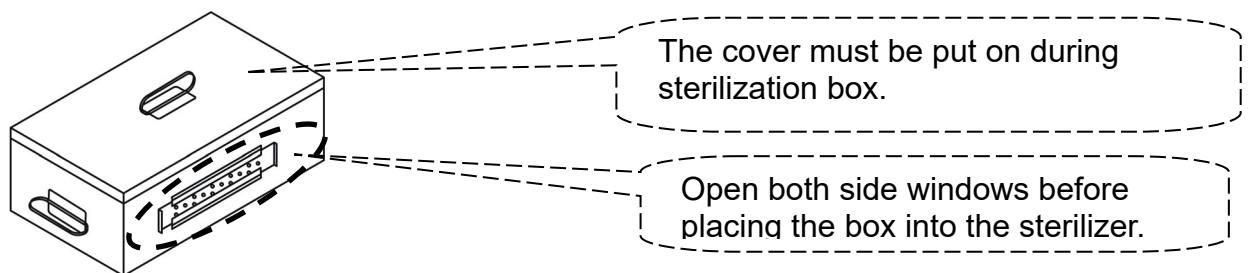 The cover must be put on during
sterilization box.
Open both side windows before
placing the box into the sterilizer.